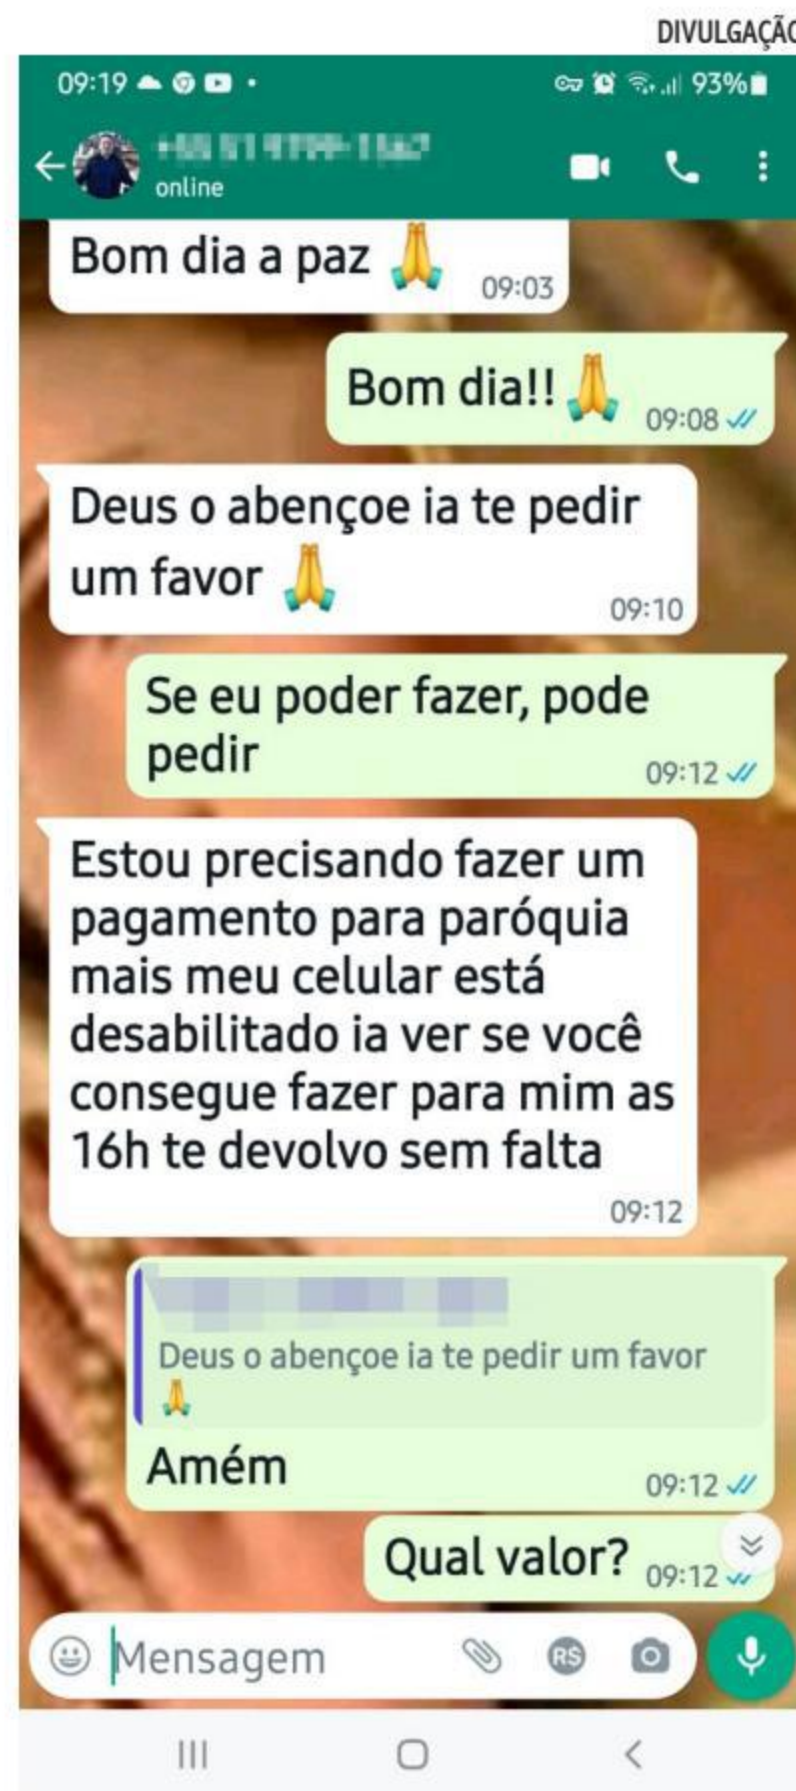 DIVULGAÇÃO
09:19
93%
online
Bom dia a paz 🙏
09:03
Bom dia!! 🙏
09:08
Deus o abençoe ia te pedir
um favor 🙏
09:10
Se eu poder fazer, pode
pedir
09:12
Estou precisando fazer um
pagamento para paróquia
mais meu celular está
desabilitado ia ver se você
consegue fazer para mim as
16h te devolvo sem falta
09:12
Deus o abençoe ia te pedir um favor
🙏
Amém
09:12
Qual valor?
09:12
Mensagem
R$